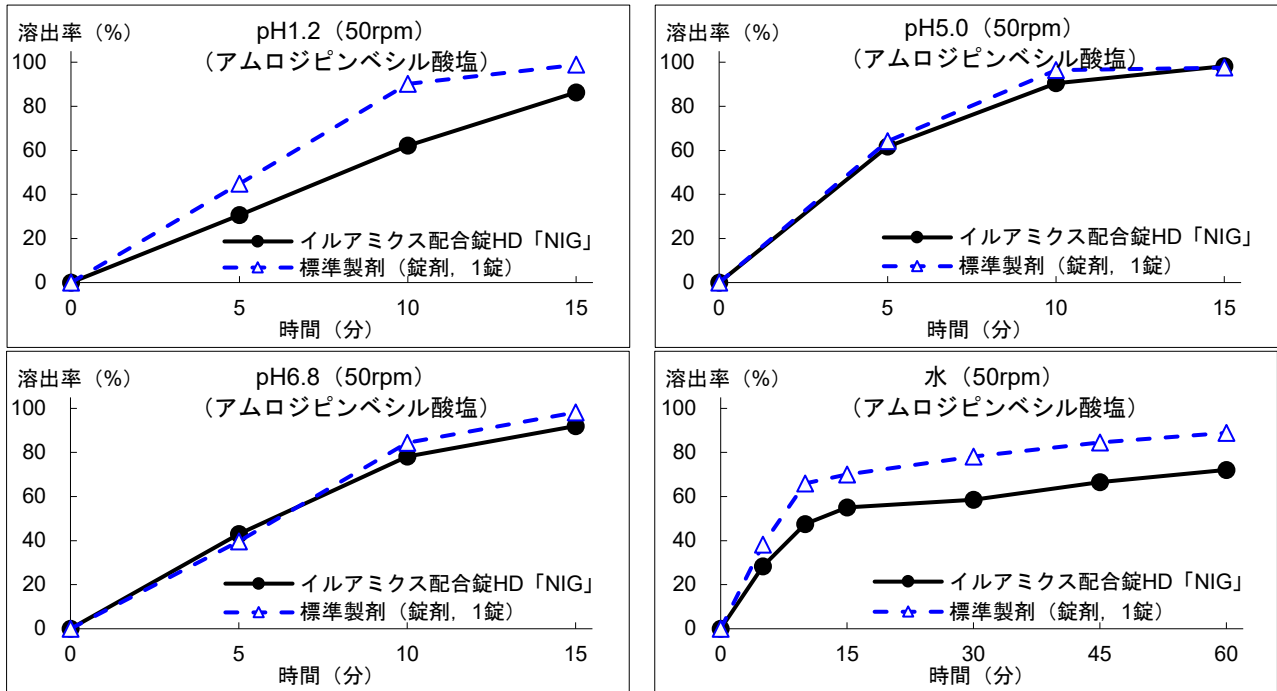 溶出率(%)
pH1.2(50rpm)
(アムロジピンベシル酸塩)
100
80
60
40
20
0
イルアミクス配合錠HD「NIG」
標準製剤(錠剤,1錠)
0 5 10 15
時間(分)
溶出率(%)
pH5.0(50rpm)
(アムロジピンベシル酸塩)
100
80
60
40
20
0
イルアミクス配合錠HD「NIG」
標準製剤(錠剤,1錠)
0 5 10 15
時間(分)
溶出率(%)
pH6.8(50rpm)
(アムロジピンベシル酸塩)
100
80
60
40
20
0
イルアミクス配合錠HD「NIG」
標準製剤(錠剤,1錠)
0 5 10 15
時間(分)
溶出率(%)
水(50rpm)
(アムロジピンベシル酸塩)
100
80
60
40
20
0
イルアミクス配合錠HD「NIG」
標準製剤(錠剤,1錠)
0 15 30 45 60
時間(分)